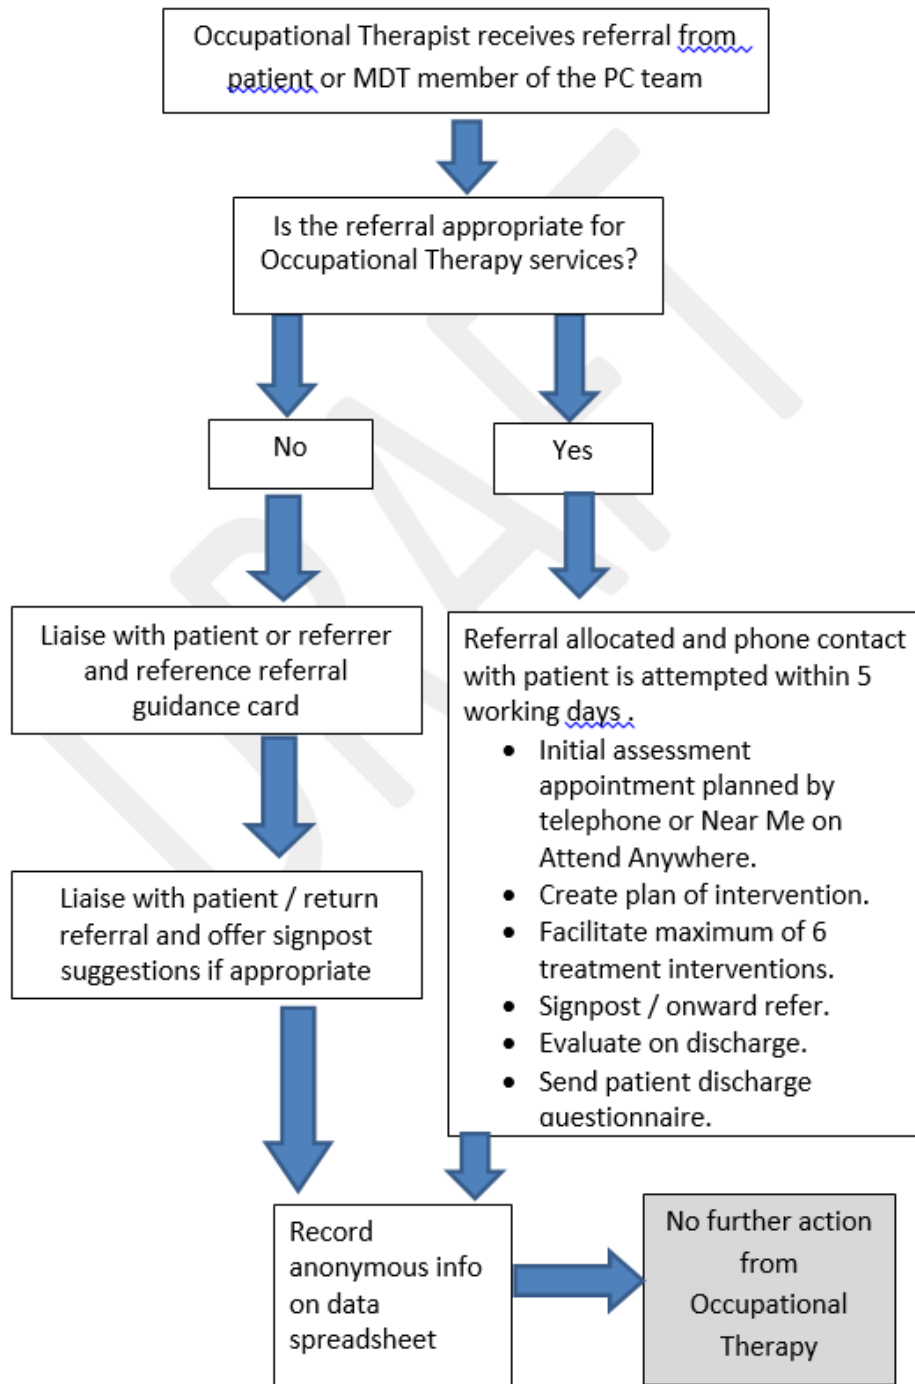 Occupational Therapist receives referral from
patient or MDT member of the PC team
Is the referral appropriate for
Occupational Therapy services?
No
Yes
Liaise with patient or referrer
and reference referral
guidance card
Referral allocated and phone contact
with patient is attempted within 5
working days .
• Initial assessment
appointment planned by
telephone or Near Me on
Attend Anywhere.
• Create plan of intervention.
• Facilitate maximum of 6
treatment interventions.
• Signpost / onward refer.
• Evaluate on discharge.
• Send patient discharge
questionnaire.
Liaise with patient / return
referral and offer signpost
suggestions if appropriate
Record
anonymous info
on data
spreadsheet
No further action
from
Occupational
Therapy
DRAFT